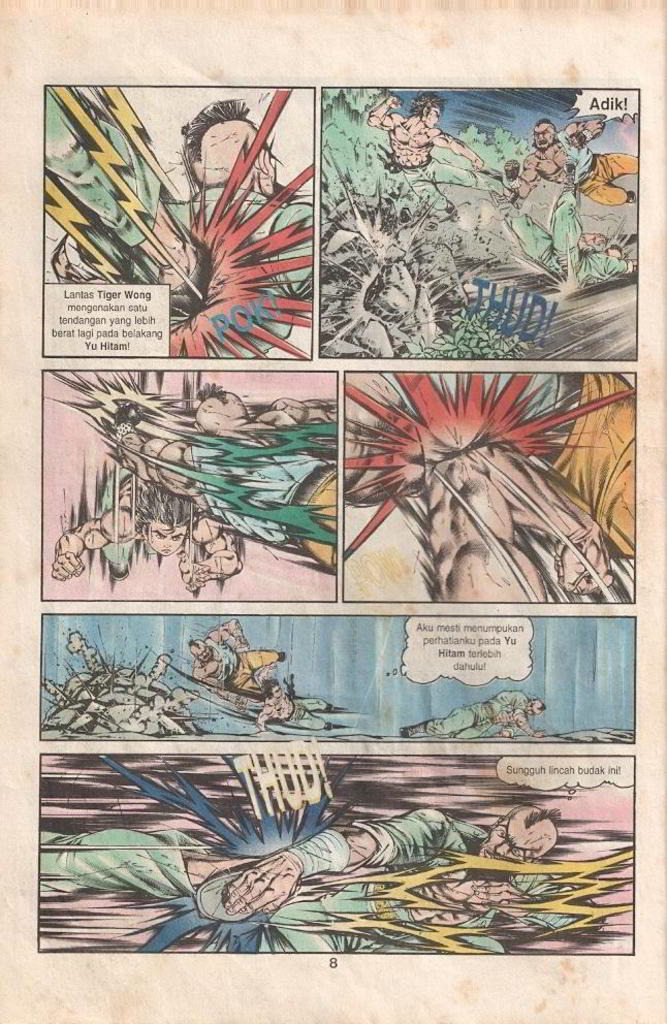 Lantas Tiger Wong
mengenakan satu
tendangan yang lebih
berat lagi pada belakang
Yu Hitam!
POK!
Adik!
THUD!
POW!
Aku mesti menumpukan
perhatianku pada Yu
Hitam terlebih
dahulu!
THUD!
Sungguh lincah budak ini!
8